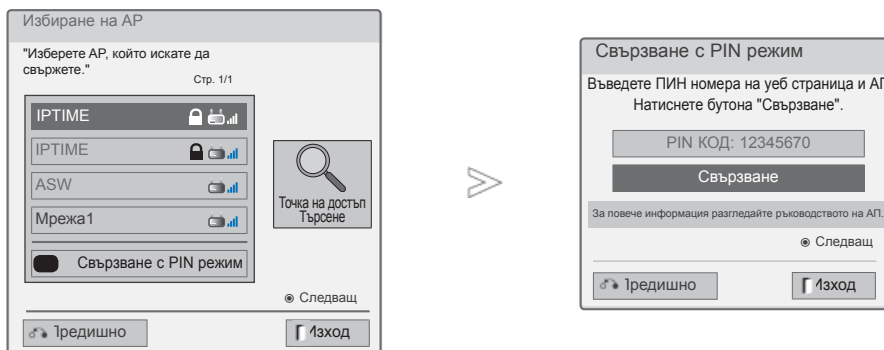 Избиране на AP
"Изберете AP, който искате да
свържете."
Стр. 1/1
IPTIME
IPTIME
ASW
Мрежа1
Свързване с PIN режим
Точка на достъп
Търсене
Следващ
Предишно
Изход
Свързване с PIN режим
Въведете ПИН номера на уеб страница и АП
Натиснете бутона "Свързване".
PIN КОД: 12345670
Свързване
За повече информация разгледайте ръководството на АП.
Следващ
Предишно
Изход